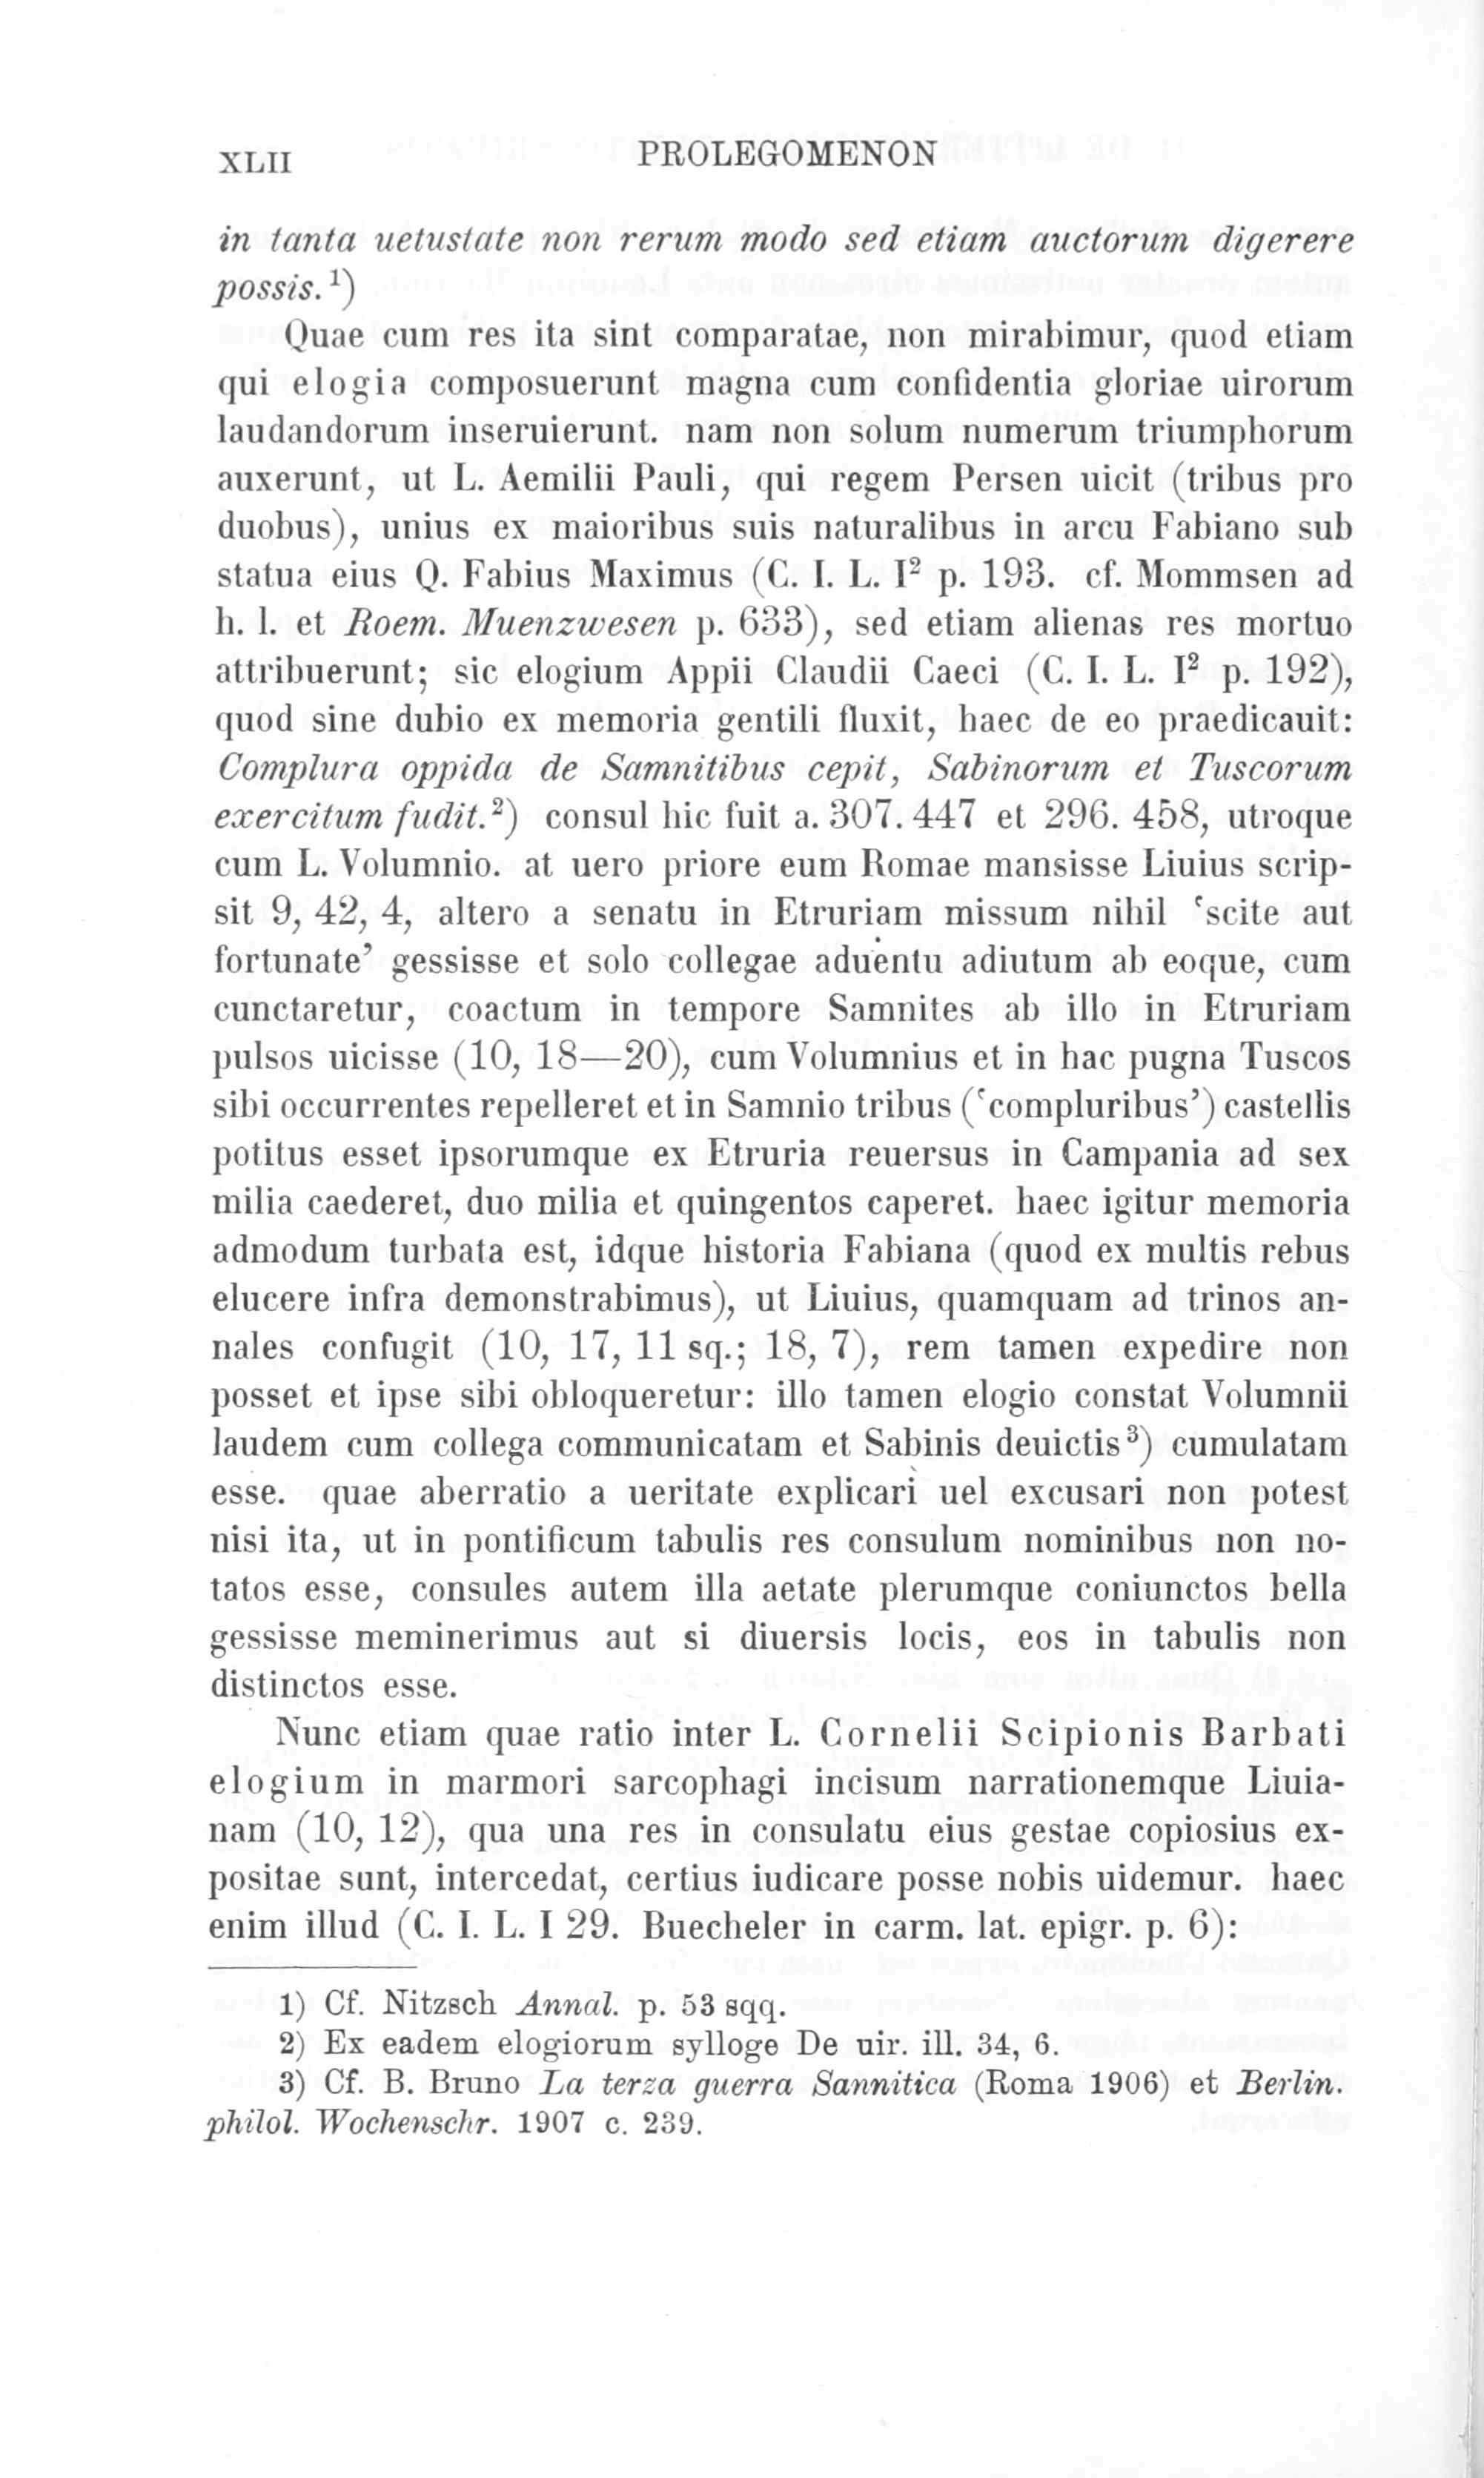 XLII PROLEGOMENON
in tanta uetustate non rerum modo sed etiam auctorum digerere
possis.¹)
Quae cum res ita sint comparatae, non mirabimur, quod etiam
qui elogia composuerunt magna cum confidentia gloriae uirorum
laudandorum inseruierunt. nam non solum numerum triumphorum
auxerunt, ut L. Aemilii Pauli, qui regem Persen uicit (tribus pro
duobus), unius ex maioribus suis naturalibus in arcu Fabiano sub
statua eius Q. Fabius Maximus (C. I. L. I² p. 193. cf. Mommsen ad
h. l. et Roem. Muenzwesen p. 633), sed etiam alienas res mortuo
attribuerunt; sic elogium Appii Claudii Caeci (C. I. L. I² p. 192),
quod sine dubio ex memoria gentili fluxit, haec de eo praedicauit:
Complura oppida de Samnitibus cepit, Sabinorum et Tuscorum
exercitum fudit.²) consul hic fuit a. 307. 447 et 296. 458, utroque
cum L. Volumnio. at uero priore eum Romae mansisse Liuius scrip-
sit 9, 42, 4, altero a senatu in Etruriam missum nihil ‘scite aut
fortunate’ gessisse et solo collegae aduentu adiutum ab eoque, cum
cunctaretur, coactum in tempore Samnites ab illo in Etruriam
pulsos uicisse (10, 18—20), cum Volumnius et in hac pugna Tuscos
sibi occurrentes repelleret et in Samnio tribus (‘compluribus’) castellis
potitus esset ipsorumque ex Etruria reuersus in Campania ad sex
milia caederet, duo milia et quingentos caperet. haec igitur memoria
admodum turbata est, idque historia Fabiana (quod ex multis rebus
elucere infra demonstrabimus), ut Liuius, quamquam ad trinos an-
nales confugit (10, 17, 11 sq.; 18, 7), rem tamen expedire non
posset et ipse sibi obloqueretur: illo tamen elogio constat Volumnii
laudem cum collega communicatam et Sabinis deuictis³) cumulatam
esse. quae aberratio a ueritate explicari uel excusari non potest
nisi ita, ut in pontificum tabulis res consulum nominibus non no-
tatos esse, consules autem illa aetate plerumque coniunctos bella
gessisse meminerimus aut si diuersis locis, eos in tabulis non
distinctos esse.
Nunc etiam quae ratio inter L. Cornelii Scipionis Barbati
elogium in marmori sarcophagi incisum narrationemque Liuia-
nam (10, 12), qua una res in consulatu eius gestae copiosius ex-
positae sunt, intercedat, certius iudicare posse nobis uidemur. haec
enim illud (C. I. L. I 29. Buecheler in carm. lat. epigr. p. 6):
1) Cf. Nitzsch Annal. p. 53 sqq.
2) Ex eadem elogiorum sylloge De uir. ill. 34, 6.
3) Cf. B. Bruno La terza guerra Sannitica (Roma 1906) et Berlin.
philol. Wochenschr. 1907 c. 239.